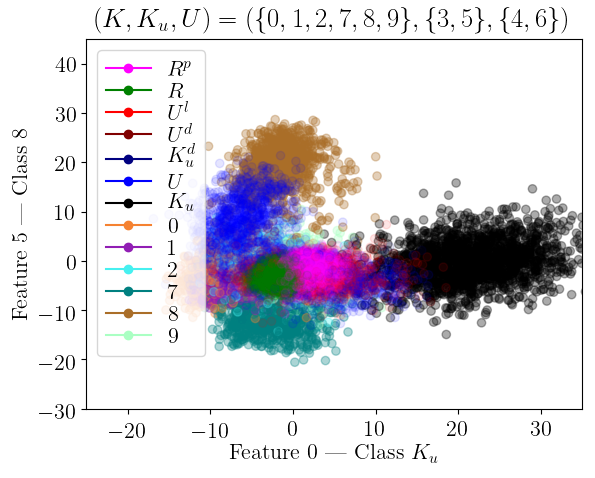 (K, K_u, U) = ({0, 1, 2, 7, 8, 9}, {3, 5}, {4, 6})
Feature 5 — Class 8
40
30
20
10
0
−10
−20
−30
R^p
R
U^l
U^d
K_u^d
U
K_u
0
1
2
7
8
9
−20 −10 0 10 20 30
Feature 0 — Class K_u